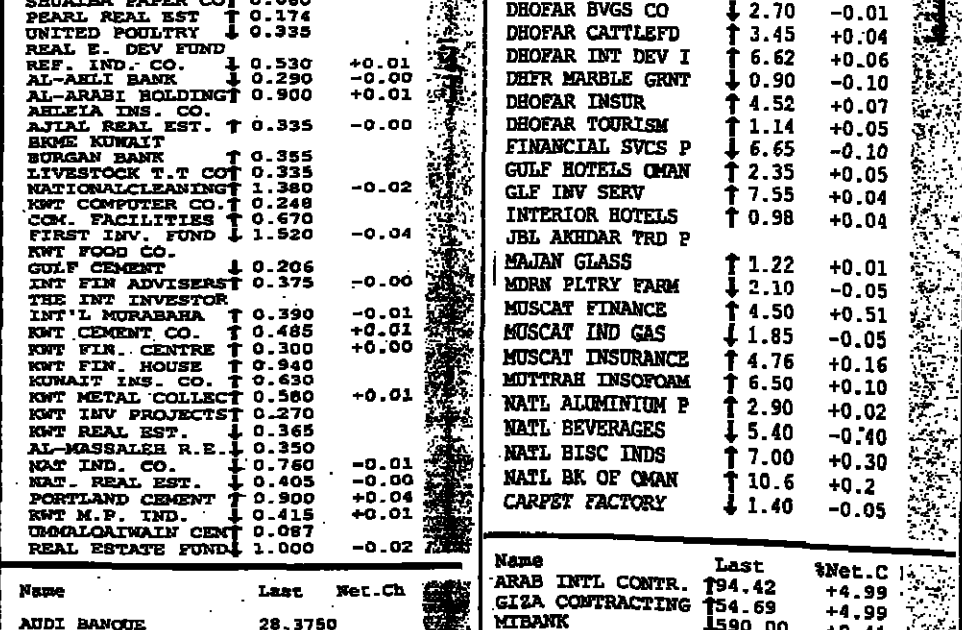 PEARL REAL EST ↑ 0.174
UNITED POULTRY ↓ 0.335
REAL E. DEV FUND
REF. IND. CO. ↓ 0.530 +0.01
AL-AHLI BANK ↓ 0.290 -0.00
AL-ARABI HOLDING↑ 0.900 +0.01
AHLEIA INS. CO.
AJIAL REAL EST. ↑ 0.335 -0.00
BKME KUWAIT
BURGAN BANK ↑ 0.355
LIVESTOCK T.T CO↑ 0.335
NATIONALCLEANING↑ 1.380 -0.02
KWT COMPUTER CO.↑ 0.248
COM. FACILITIES ↑ 0.670
FIRST INV. FUND ↓ 1.520 -0.04
KWT FOOD CO.
GULF CEMENT ↓ 0.206
INT FIN ADVISERS↑ 0.375 -0.00
THE INT INVESTOR
INT'L MURABAHA ↑ 0.390 -0.01
KWT CEMENT CO. ↑ 0.485 +0.01
KWT FIN. CENTRE ↑ 0.300 +0.00
KWT FIN. HOUSE ↑ 0.940
KUWAIT INS. CO. ↑ 0.630
KWT METAL COLLEC↑ 0.580 +0.01
KWT INV PROJECTS↑ 0.270
KWT REAL EST. ↓ 0.365
AL-MASSALEH R.E.↓ 0.350
NAT IND. CO. ↓ 0.760 -0.01
NAT. REAL EST. ↓ 0.405 -0.00
PORTLAND CEMENT ↑ 0.900 +0.04
KWT M.P. IND. ↓ 0.415 +0.01
UMMALQAIWAIN CEM↑ 0.087
REAL ESTATE FUND↓ 1.000 -0.02
Name Last Net.Ch
AUDI BANQUE 28.3750
DHOFAR BVGS CO ↓ 2.70 -0.01
DHOFAR CATTLEFD ↑ 3.45 +0.04
DHOFAR INT DEV I ↑ 6.62 +0.06
DHFR MARBLE GRNT ↓ 0.90 -0.10
DHOFAR INSUR ↑ 4.52 +0.07
DHOFAR TOURISM ↑ 1.14 +0.05
FINANCIAL SVCS P ↓ 6.65 -0.10
GULF HOTELS OMAN ↑ 2.35 +0.05
GLF INV SERV ↑ 7.55 +0.04
INTERIOR HOTELS ↑ 0.98 +0.04
JBL AKHDAR TRD P
MAJAN GLASS ↑ 1.22 +0.01
MDRN PLTRY FARM ↓ 2.10 -0.05
MUSCAT FINANCE ↑ 4.50 +0.51
MUSCAT IND GAS ↓ 1.85 -0.05
MUSCAT INSURANCE ↑ 4.76 +0.16
MUTTRAH INSOFOAM ↑ 6.50 +0.10
NATL ALUMINIUM P ↑ 2.90 +0.02
NATL BEVERAGES ↓ 5.40 -0.40
NATL BISC INDS ↑ 7.00 +0.30
NATL BK OF OMAN ↑ 10.6 +0.2
CARPET FACTORY ↓ 1.40 -0.05
Name Last %Net.C
ARAB INTL CONTR. ↑94.42 +4.99
GIZA CONTRACTING ↑54.69 +4.99
MIBANK ↓590.00